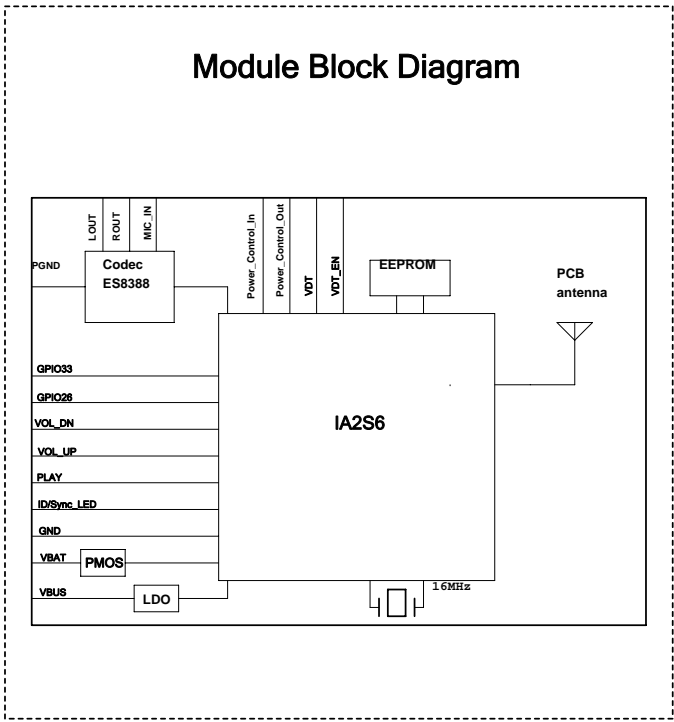 Module Block Diagram
LOUT
ROUT
MIC_IN
Power_Control_In
Power_Control_Out
VDT
VDT_EN
PGND
Codec
ES8388
EEPROM
PCB
antenna
GPIO33
GPIO26
VOL_DN
VOL_UP
PLAY
ID/Sync_LED
GND
VBAT
PMOS
VBUS
LDO
IA2S6
16MHz